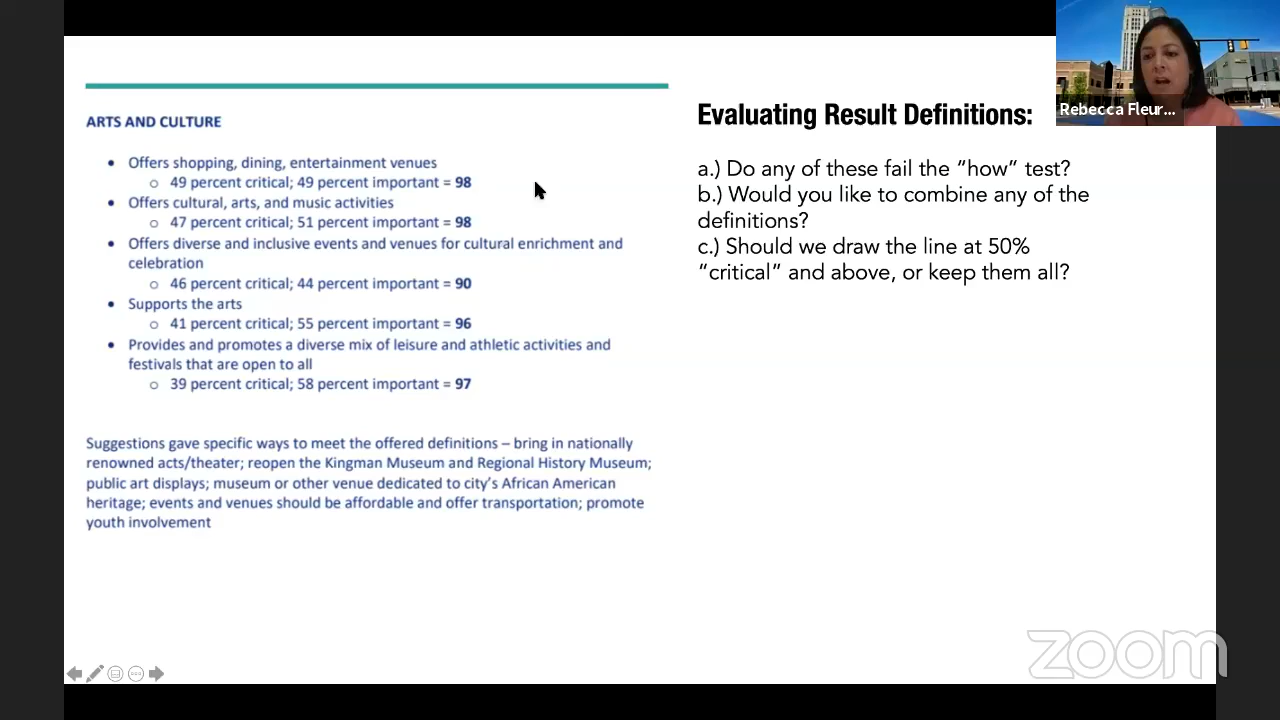 ARTS AND CULTURE
• Offers shopping, dining, entertainment venues
o 49 percent critical; 49 percent important = 98
• Offers cultural, arts, and music activities
o 47 percent critical; 51 percent important = 98
• Offers diverse and inclusive events and venues for cultural enrichment and
celebration
o 46 percent critical; 44 percent important = 90
• Supports the arts
o 41 percent critical; 55 percent important = 96
• Provides and promotes a diverse mix of leisure and athletic activities and
festivals that are open to all
o 39 percent critical; 58 percent important = 97
Suggestions gave specific ways to meet the offered definitions – bring in nationally
renowned acts/theater; reopen the Kingman Museum and Regional History Museum;
public art displays; museum or other venue dedicated to city's African American
heritage; events and venues should be affordable and offer transportation; promote
youth involvement
Evaluating Result Definitions:
a.) Do any of these fail the “how” test?
b.) Would you like to combine any of the
definitions?
c.) Should we draw the line at 50%
“critical” and above, or keep them all?
Rebecca Fleur...
zoom